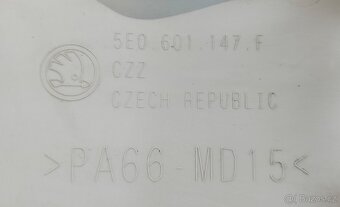 5E0.601.147.F
CZZ
CZECH REPUBLIC
>PA66-MD15<